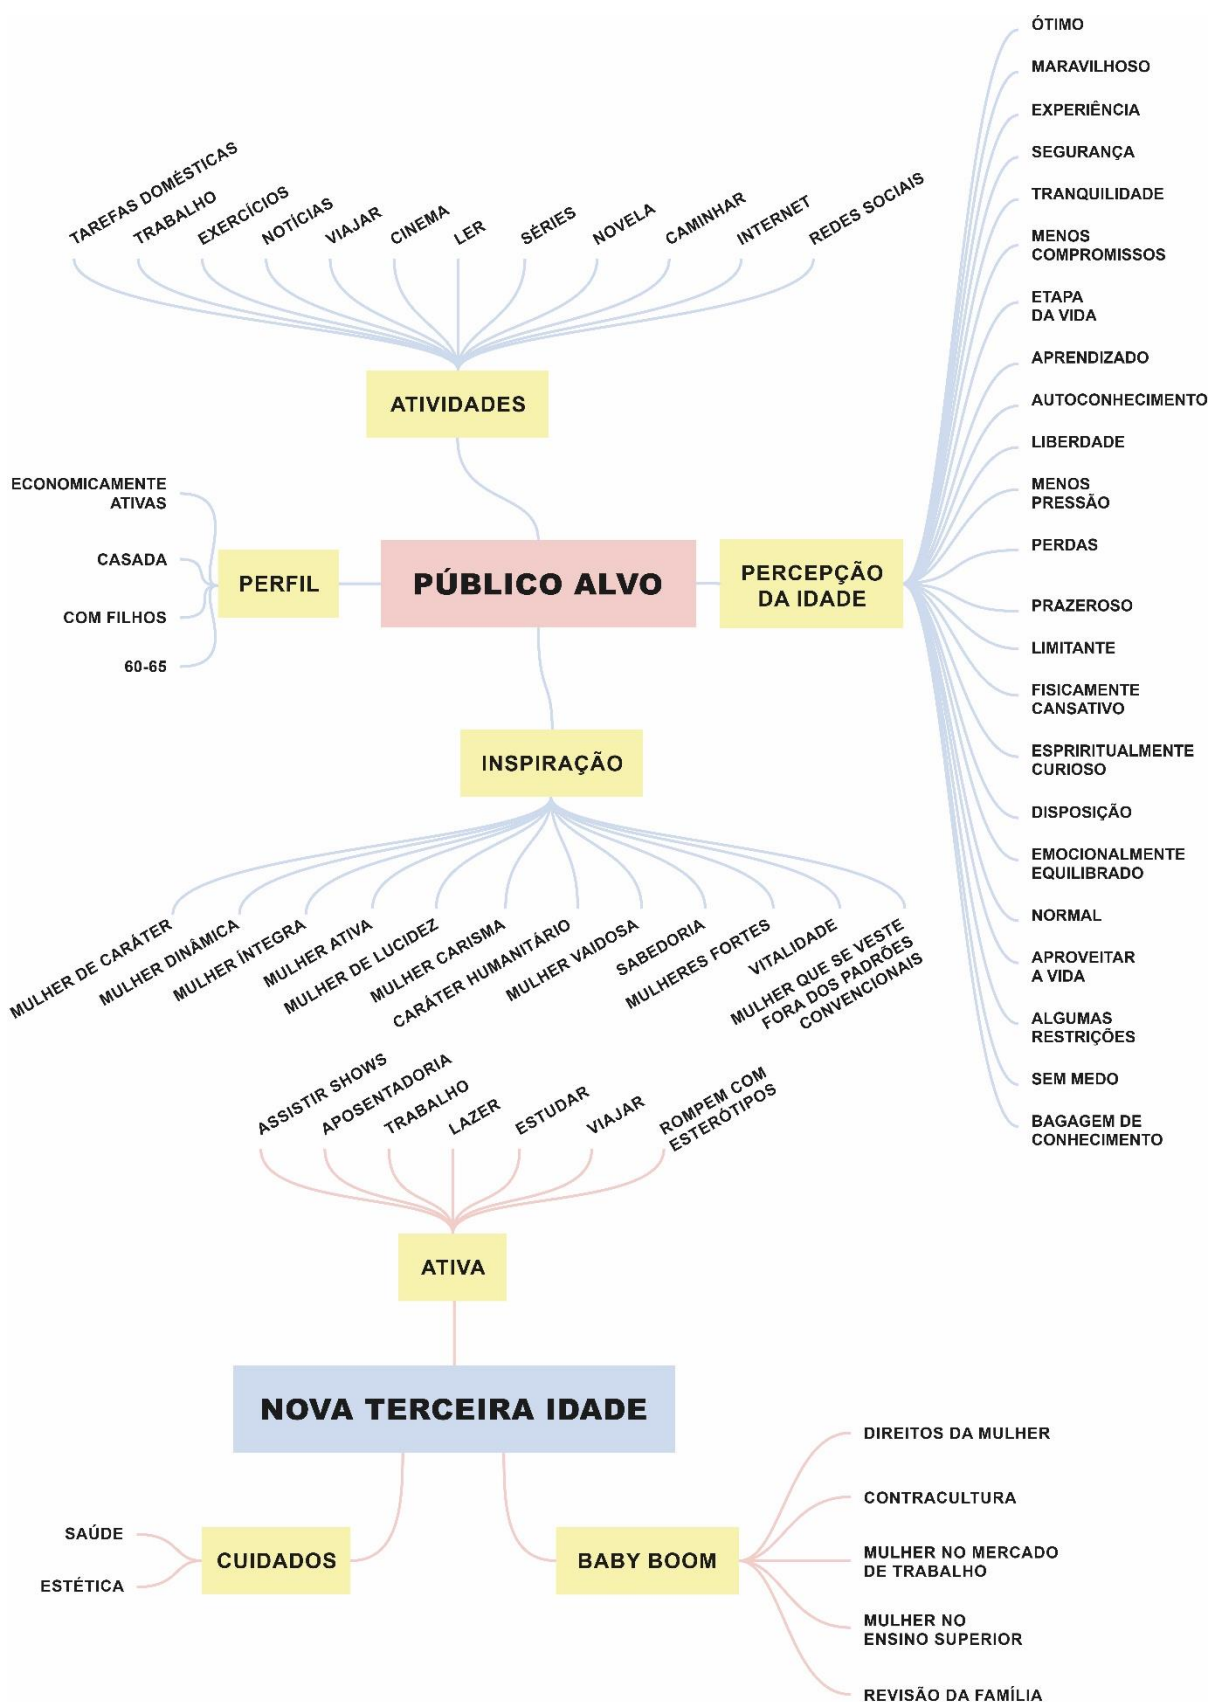 TAREFAS DOMÉSTICAS
TRABALHO
EXERCÍCIOS
NOTÍCIAS
VIAJAR
CINEMA
LER
SÉRIES
NOVELA
CAMINHAR
INTERNET
REDES SOCIAIS
ATIVIDADES
ECONOMICAMENTE
ATIVAS
CASADA
COM FILHOS
60-65
PERFIL
PÚBLICO ALVO
PERCEPÇÃO
DA IDADE
ÓTIMO
MARAVILHOSO
EXPERIÊNCIA
SEGURANÇA
TRANQUILIDADE
MENOS
COMPROMISSOS
ETAPA
DA VIDA
APRENDIZADO
AUTOCONHECIMENTO
LIBERDADE
MENOS
PRESSÃO
PERDAS
PRAZEROSO
LIMITANTE
FISICAMENTE
CANSATIVO
ESPRIRITUALMENTE
CURIOSO
DISPOSIÇÃO
EMOCIONALMENTE
EQUILIBRADO
NORMAL
APROVEITAR
A VIDA
ALGUMAS
RESTRIÇÕES
SEM MEDO
BAGAGEM DE
CONHECIMENTO
INSPIRAÇÃO
MULHER DE CARÁTER
MULHER DINÂMICA
MULHER ÍNTEGRA
MULHER ATIVA
MULHER DE LUCIDEZ
MULHER CARISMA
CARÁTER HUMANITÁRIO
MULHER VAIDOSA
SABEDORIA
MULHERES FORTES
VITALIDADE
MULHER QUE SE VESTE
FORA DOS PADRÕES
CONVENCIONAIS
ASSISTIR SHOWS
APOSENTADORIA
TRABALHO
LAZER
ESTUDAR
VIAJAR
ROMPEM COM
ESTERÓTIPOS
ATIVA
NOVA TERCEIRA IDADE
SAÚDE
ESTÉTICA
CUIDADOS
BABY BOOM
DIREITOS DA MULHER
CONTRACULTURA
MULHER NO MERCADO
DE TRABALHO
MULHER NO
ENSINO SUPERIOR
REVISÃO DA FAMÍLIA